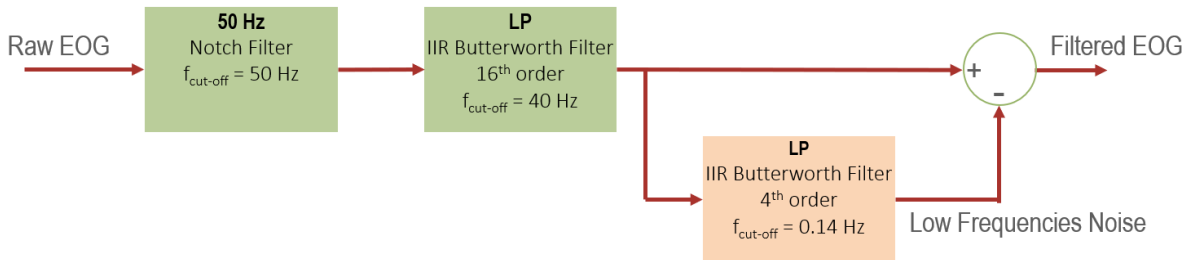 Raw EOG
50 Hz
Notch Filter
fcut-off = 50 Hz
LP
IIR Butterworth Filter
16th order
fcut-off = 40 Hz
+
-
Filtered EOG
LP
IIR Butterworth Filter
4th order
fcut-off = 0.14 Hz
Low Frequencies Noise